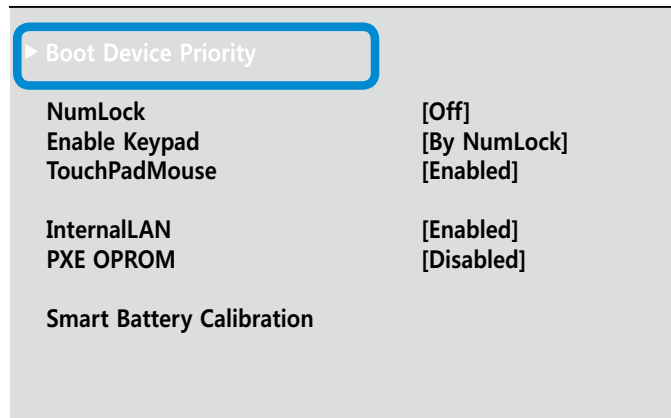 ▶ Boot Device Priority
NumLock [Off]
Enable Keypad [By NumLock]
TouchPadMouse [Enabled]
InternalLAN [Enabled]
PXE OPROM [Disabled]
Smart Battery Calibration